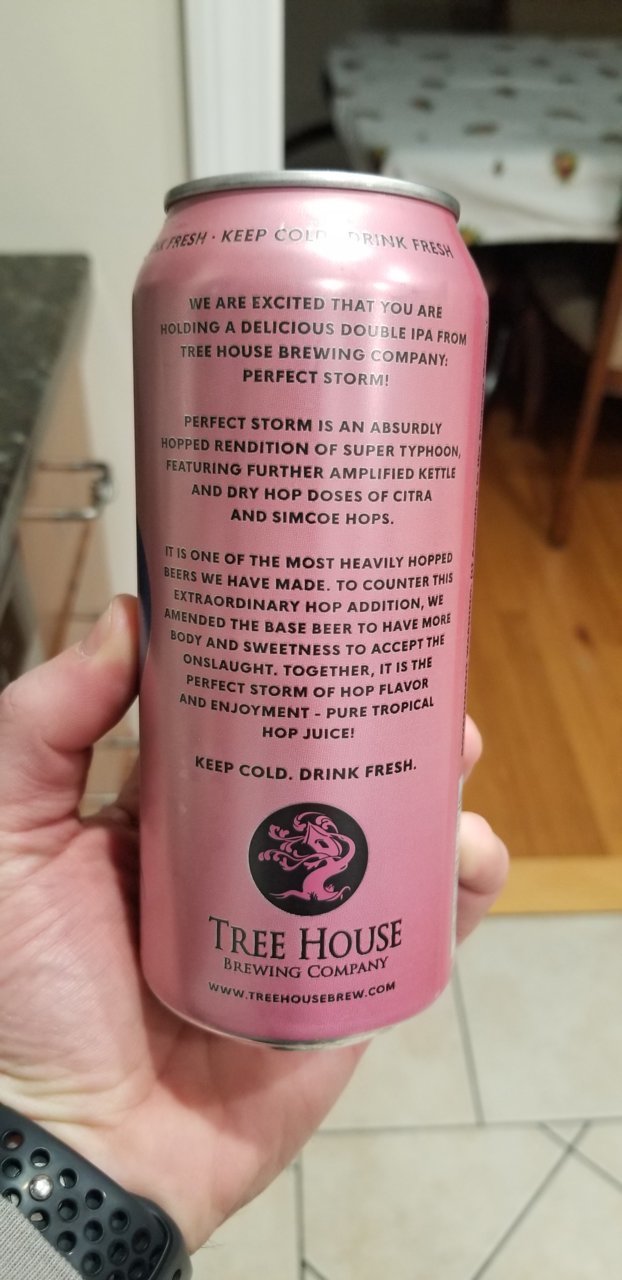 FRESH · KEEP COLD DRINK FRESH
WE ARE EXCITED THAT YOU ARE
HOLDING A DELICIOUS DOUBLE IPA FROM
TREE HOUSE BREWING COMPANY:
PERFECT STORM!
PERFECT STORM IS AN ABSURDLY
HOPPED RENDITION OF SUPER TYPHOON,
FEATURING FURTHER AMPLIFIED KETTLE
AND DRY HOP DOSES OF CITRA
AND SIMCOE HOPS.
IT IS ONE OF THE MOST HEAVILY HOPPED
BEERS WE HAVE MADE. TO COUNTER THIS
EXTRAORDINARY HOP ADDITION, WE
AMENDED THE BASE BEER TO HAVE MORE
BODY AND SWEETNESS TO ACCEPT THE
ONSLAUGHT. TOGETHER, IT IS THE
PERFECT STORM OF HOP FLAVOR
AND ENJOYMENT - PURE TROPICAL
HOP JUICE!
KEEP COLD. DRINK FRESH.
TREE HOUSE
BREWING COMPANY
WWW.TREEHOUSEBREW.COM